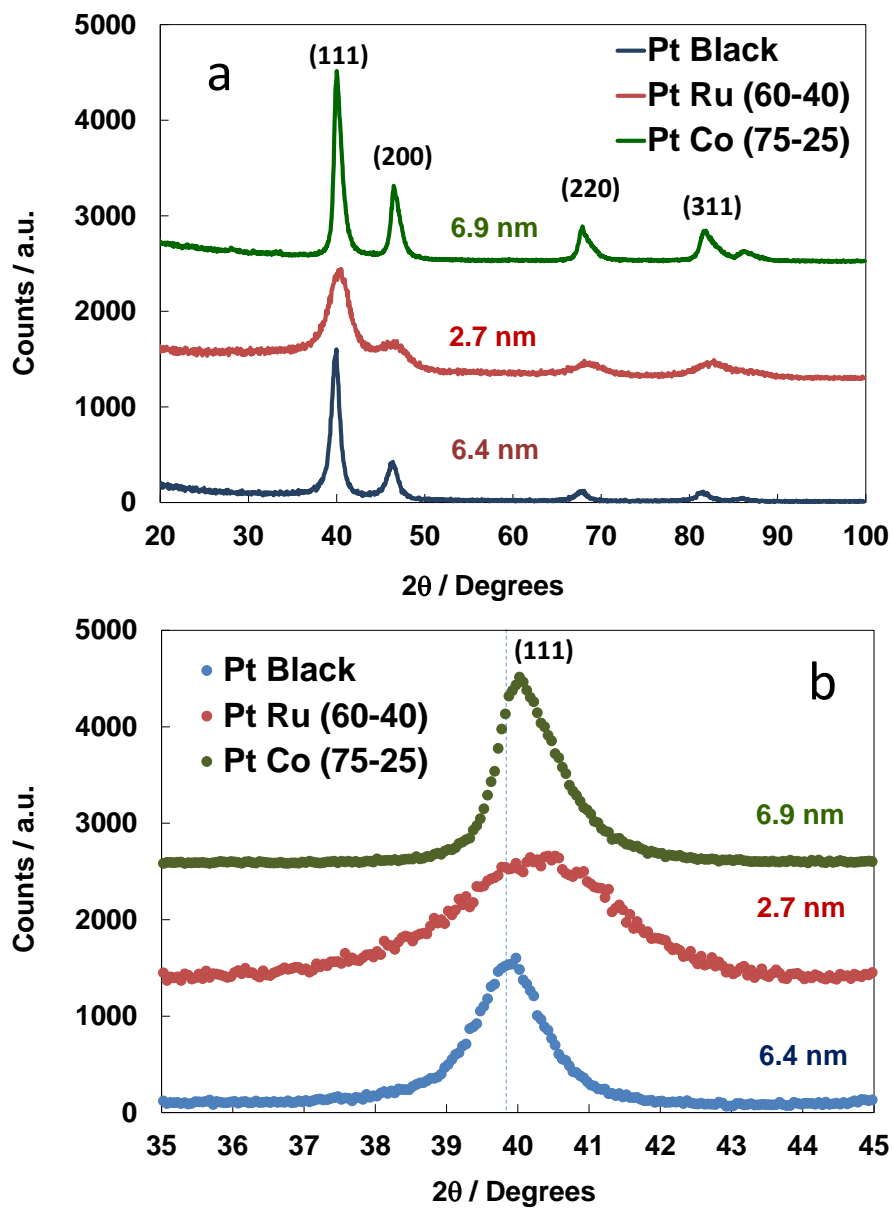 5000
4000
3000
2000
1000
0
Counts / a.u.
a
(111)
(200)
(220)
(311)
Pt Black
Pt Ru (60-40)
Pt Co (75-25)
6.9 nm
2.7 nm
6.4 nm
20 30 40 50 60 70 80 90 100
2θ / Degrees
5000
4000
3000
2000
1000
0
Counts / a.u.
Pt Black
Pt Ru (60-40)
Pt Co (75-25)
(111)
b
6.9 nm
2.7 nm
6.4 nm
35 36 37 38 39 40 41 42 43 44 45
2θ / Degrees